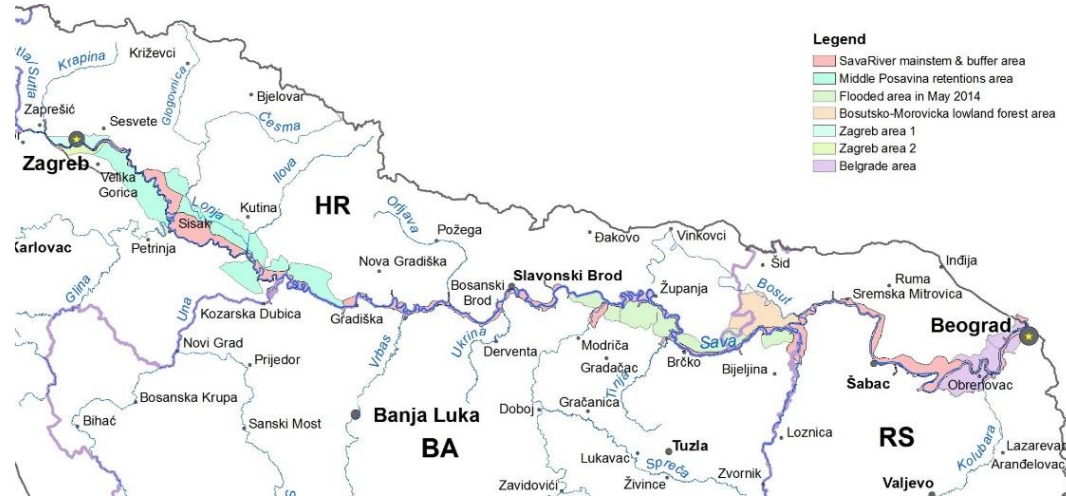 Legend
SavaRiver mainstem & buffer area
Middle Posavina retentions area
Flooded area in May 2014
Bosutsko-Morovicka lowland forest area
Zagreb area 1
Zagreb area 2
Belgrade area
Križevci
Krapina
Sutla
Glogovnica
Bjelovar
Zaprešić
Sesvete
Česma
Zagreb
Velika
Gorica
Ilova
Lonja
Kutina
HR
Orljava
Sisak
Požega
Đakovo
Vinkovci
Karlovac
Petrinja
Šid
Inđija
Nova Gradiška
Slavonski Brod
Ruma
Glina
Una
Bosanski
Brod
Županja
Bosut
Sremska Mitrovica
Kozarska Dubica
Gradiška
Beograd
Vrbas
Ukrina
Sava
Novi Grad
Derventa
Modriča
Brčko
Bijeljina
Šabac
Obrenovac
Prijedor
Gradačac
Tinja
Bosanska Krupa
Banja Luka
Doboj
Gračanica
Bihać
Sanski Most
BA
Tuzla
Loznica
RS
Kolubara
Lazarevac
Lukavac
Spreča
Aranđelovac
Zavidovići
Živince
Zvornik
Valjevo